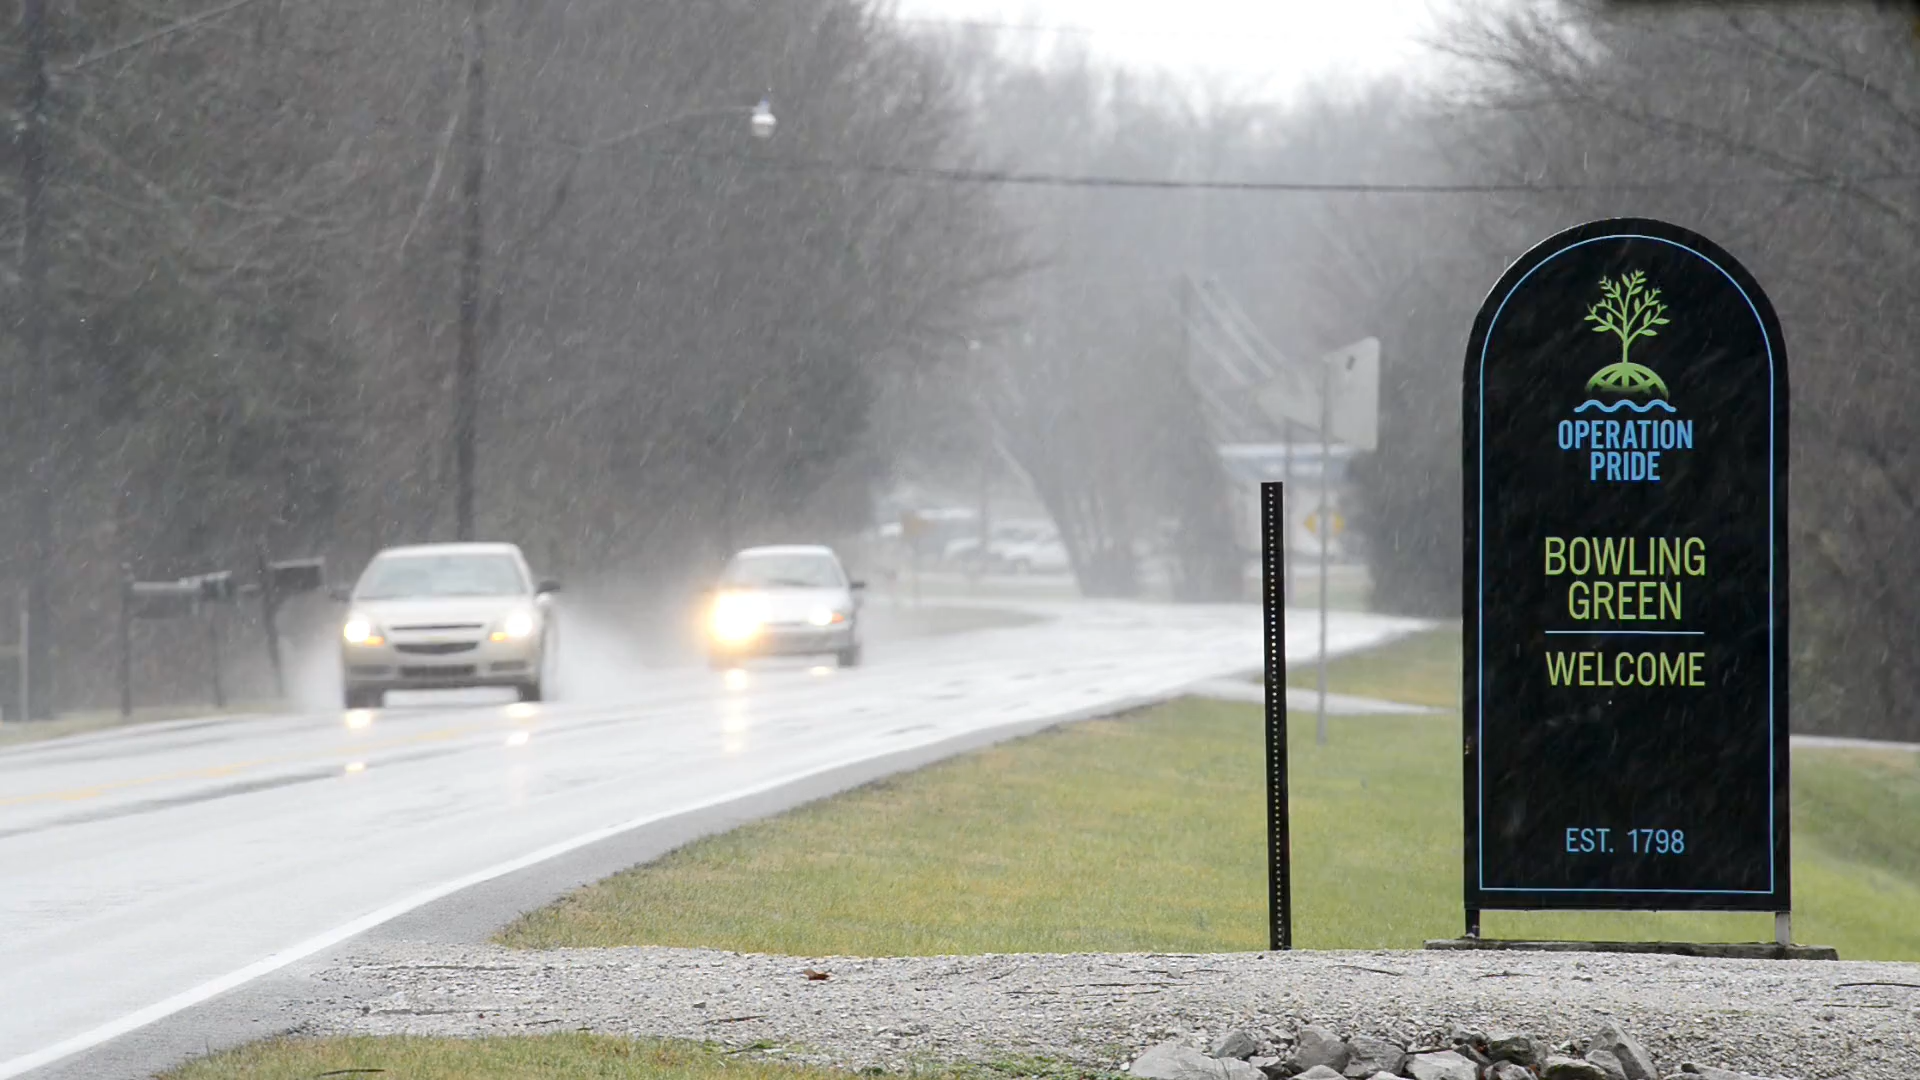 OPERATION
PRIDE
BOWLING
GREEN
WELCOME
EST. 1798